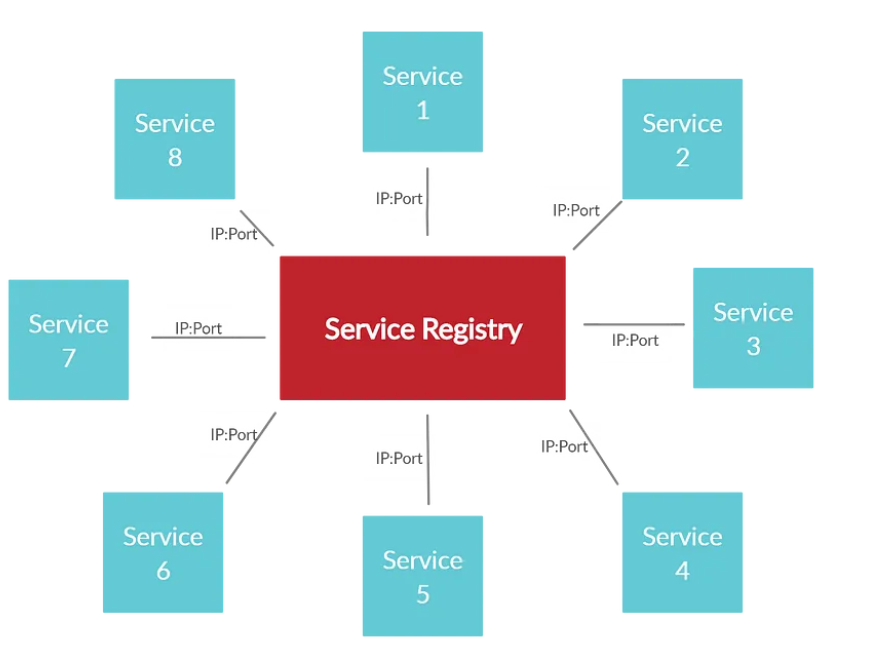 Service
1
Service
8
Service
2
IP:Port
IP:Port
IP:Port
Service
7
IP:Port
Service Registry
IP:Port
Service
3
IP:Port
IP:Port
IP:Port
Service
6
Service
5
Service
4